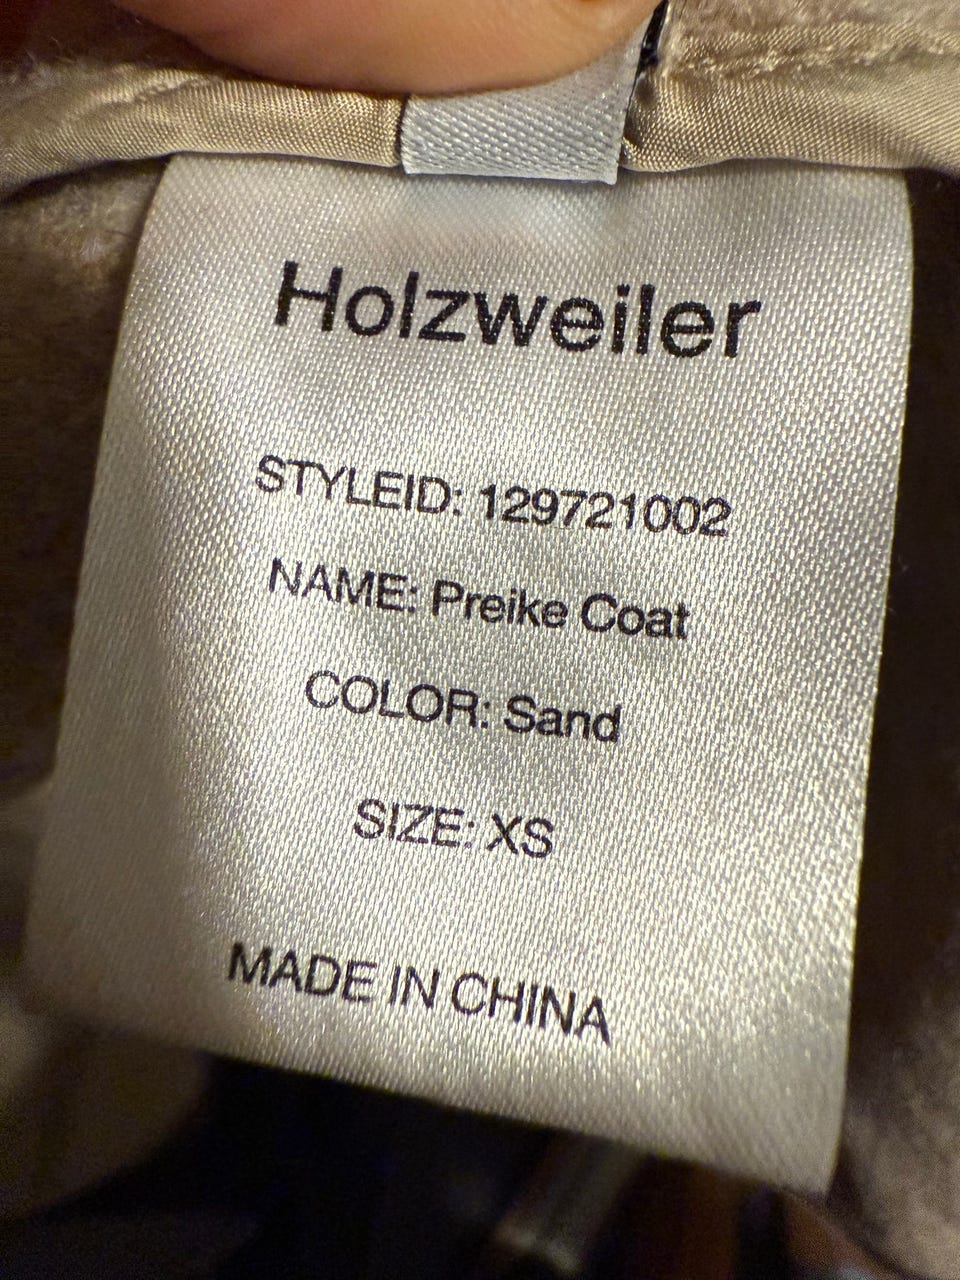 Holzweiler
STYLEID: 129721002
NAME: Preike Coat
COLOR: Sand
SIZE: XS
MADE IN CHINA